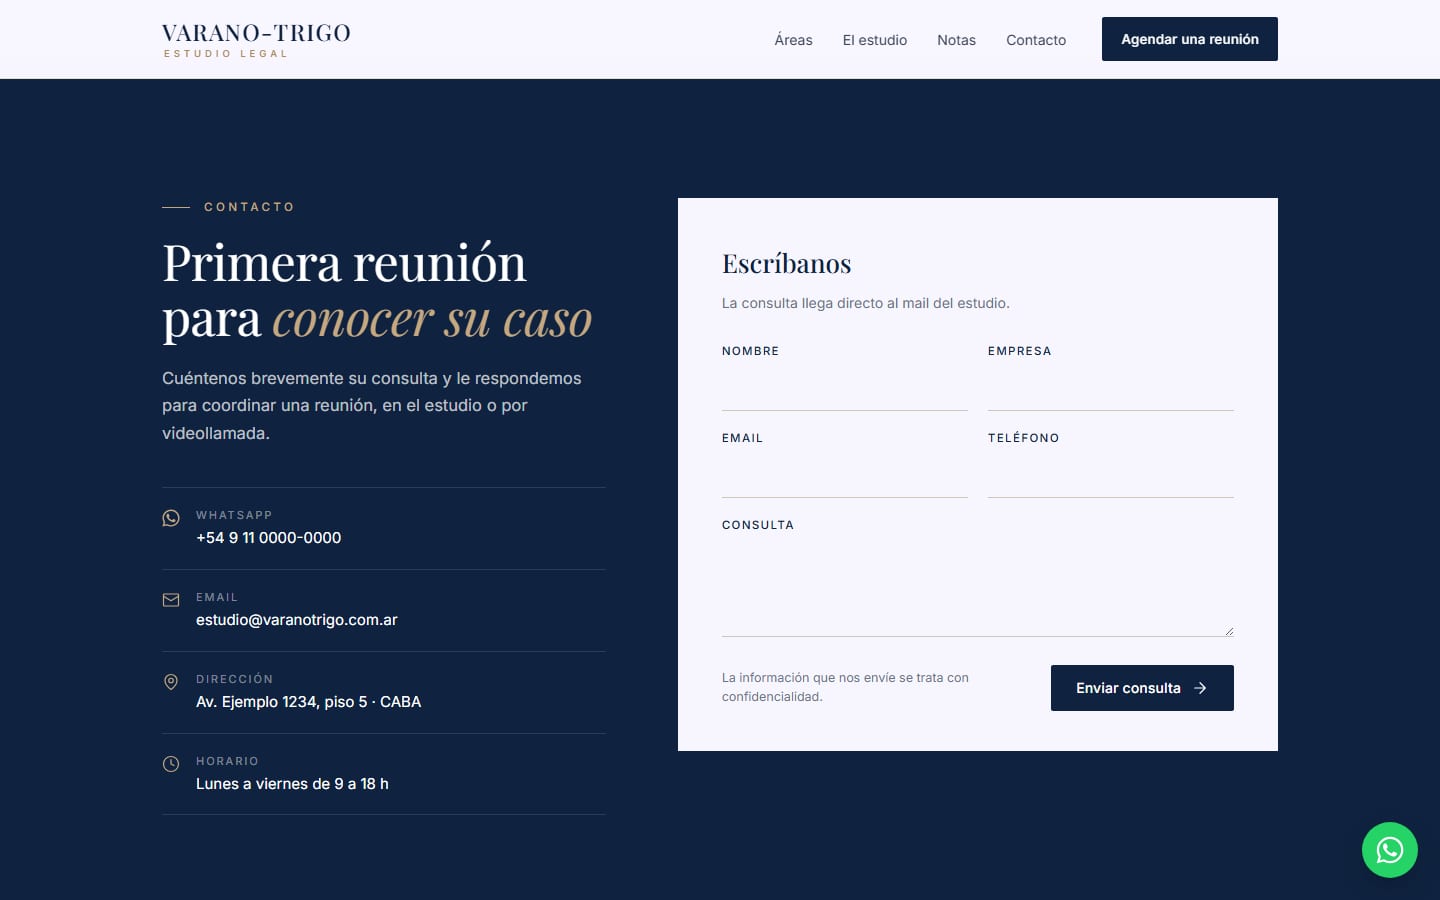 VARANO-TRIGO
ESTUDIO LEGAL
Áreas
El estudio
Notas
Contacto
Agendar una reunión
CONTACTO
Primera reunión
para conocer su caso
Cuéntenos brevemente su consulta y le respondemos
para coordinar una reunión, en el estudio o por
videollamada.
WHATSAPP
+54 9 11 0000-0000
EMAIL
estudio@varanotrigo.com.ar
DIRECCIÓN
Av. Ejemplo 1234, piso 5 · CABA
HORARIO
Lunes a viernes de 9 a 18 h
Escríbanos
La consulta llega directo al mail del estudio.
NOMBRE
EMPRESA
EMAIL
TELÉFONO
CONSULTA
La información que nos envíe se trata con
confidencialidad.
Enviar consulta